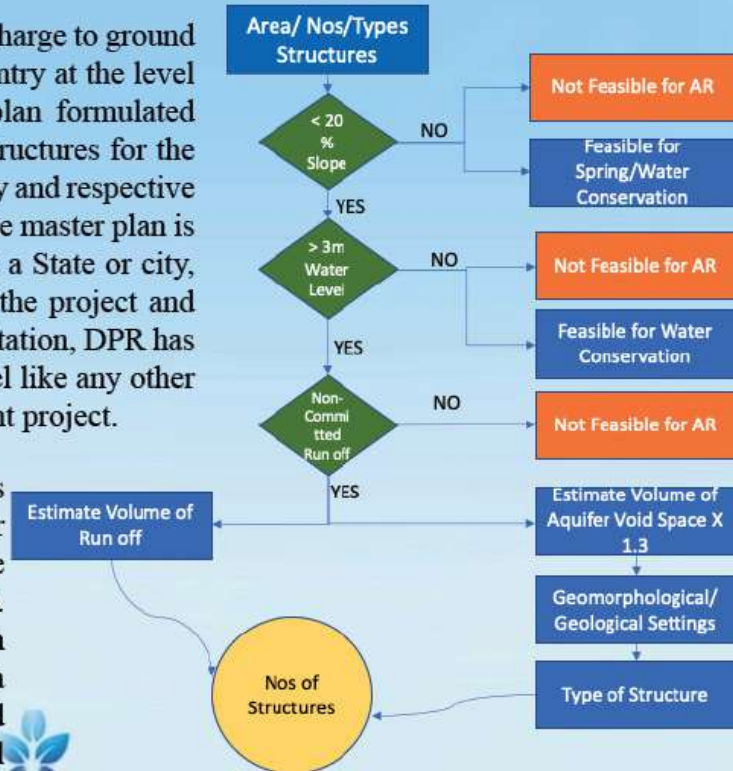 harge to ground
ntry at the level
plan formulated
ructures for the
y and respective
e master plan is
a State or city,
the project and
tation, DPR has
el like any other
nt project.
Area/ Nos/Types
Structures
< 20
%
Slope
NO
Not Feasible for AR
Feasible for
Spring/Water
Conservation
YES
> 3m
Water
Level
NO
Not Feasible for AR
Feasible for Water
Conservation
YES
Non-
Commi
tted
Run off
NO
Not Feasible for AR
YES
Estimate Volume of
Run off
Estimate Volume of
Aquifer Void Space X
1.3
Geomorphological/
Geological Settings
Type of Structure
Nos of
Structures